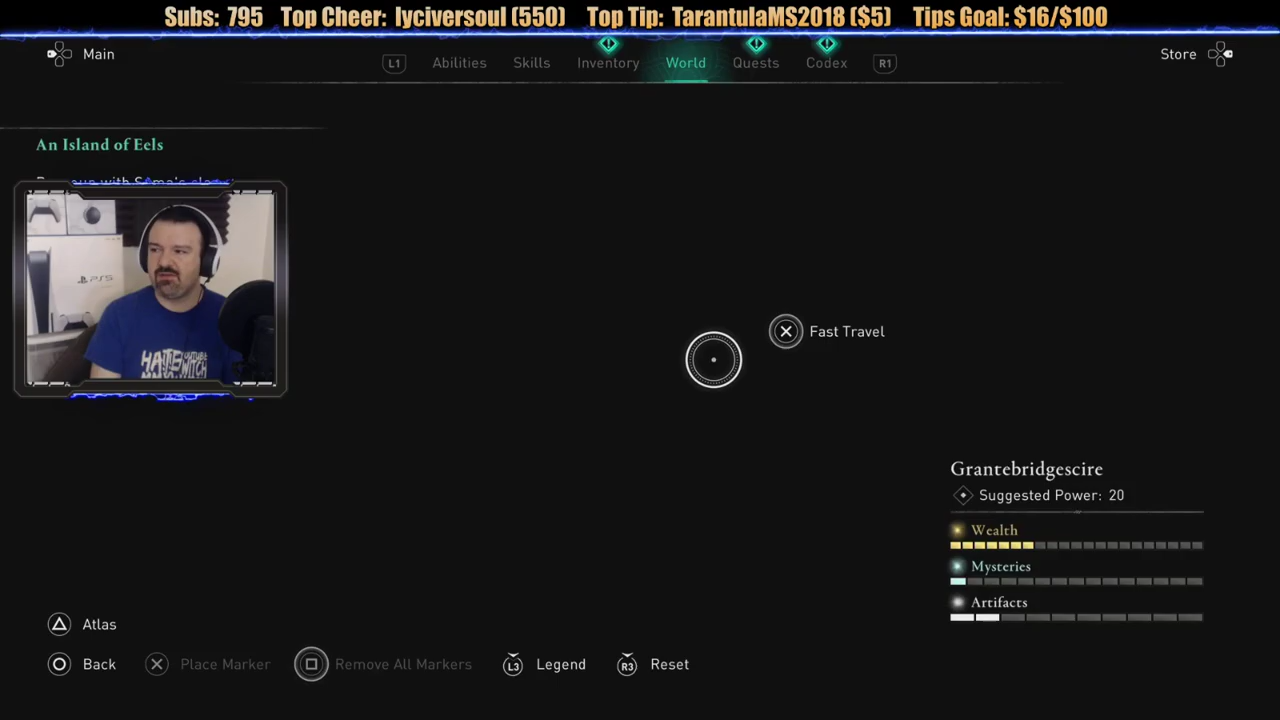 Subs: 795 Top Cheer: lyciversoul (550) Top Tip: TarantulaMS2018 ($5) Tips Goal: $16/$100
Main
L1 Abilities Skills Inventory World Quests Codex R1
Store
An Island of Eels
PS5
HATE
Fast Travel
Grantebridgescire
Suggested Power: 20
Wealth
Mysteries
Artifacts
Atlas
Back Place Marker Remove All Markers L3 Legend R3 Reset